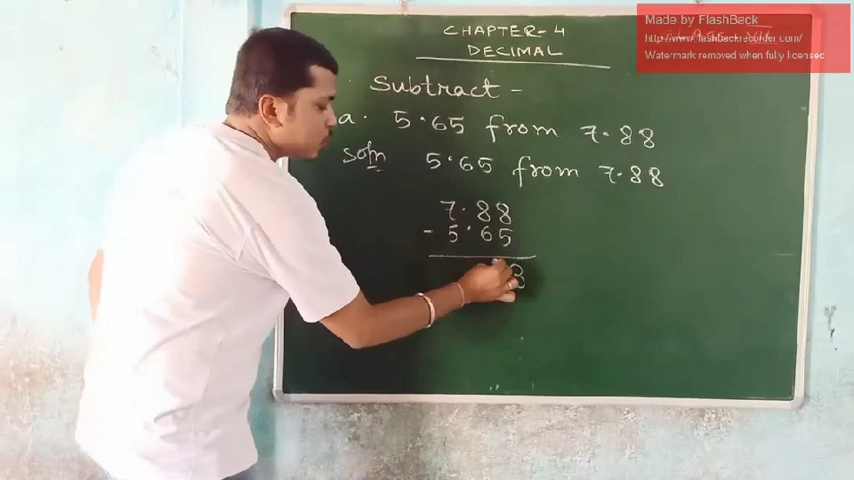 CHAPTER-4
DECIMAL
Made by FlashBack
http://www.flashbackrecorder.com/
Watermark removed when fully licensed
Subtract -
a. 5.65 from 7.88
Soln 5.65 from 7.88
7.88
- 5.65
3